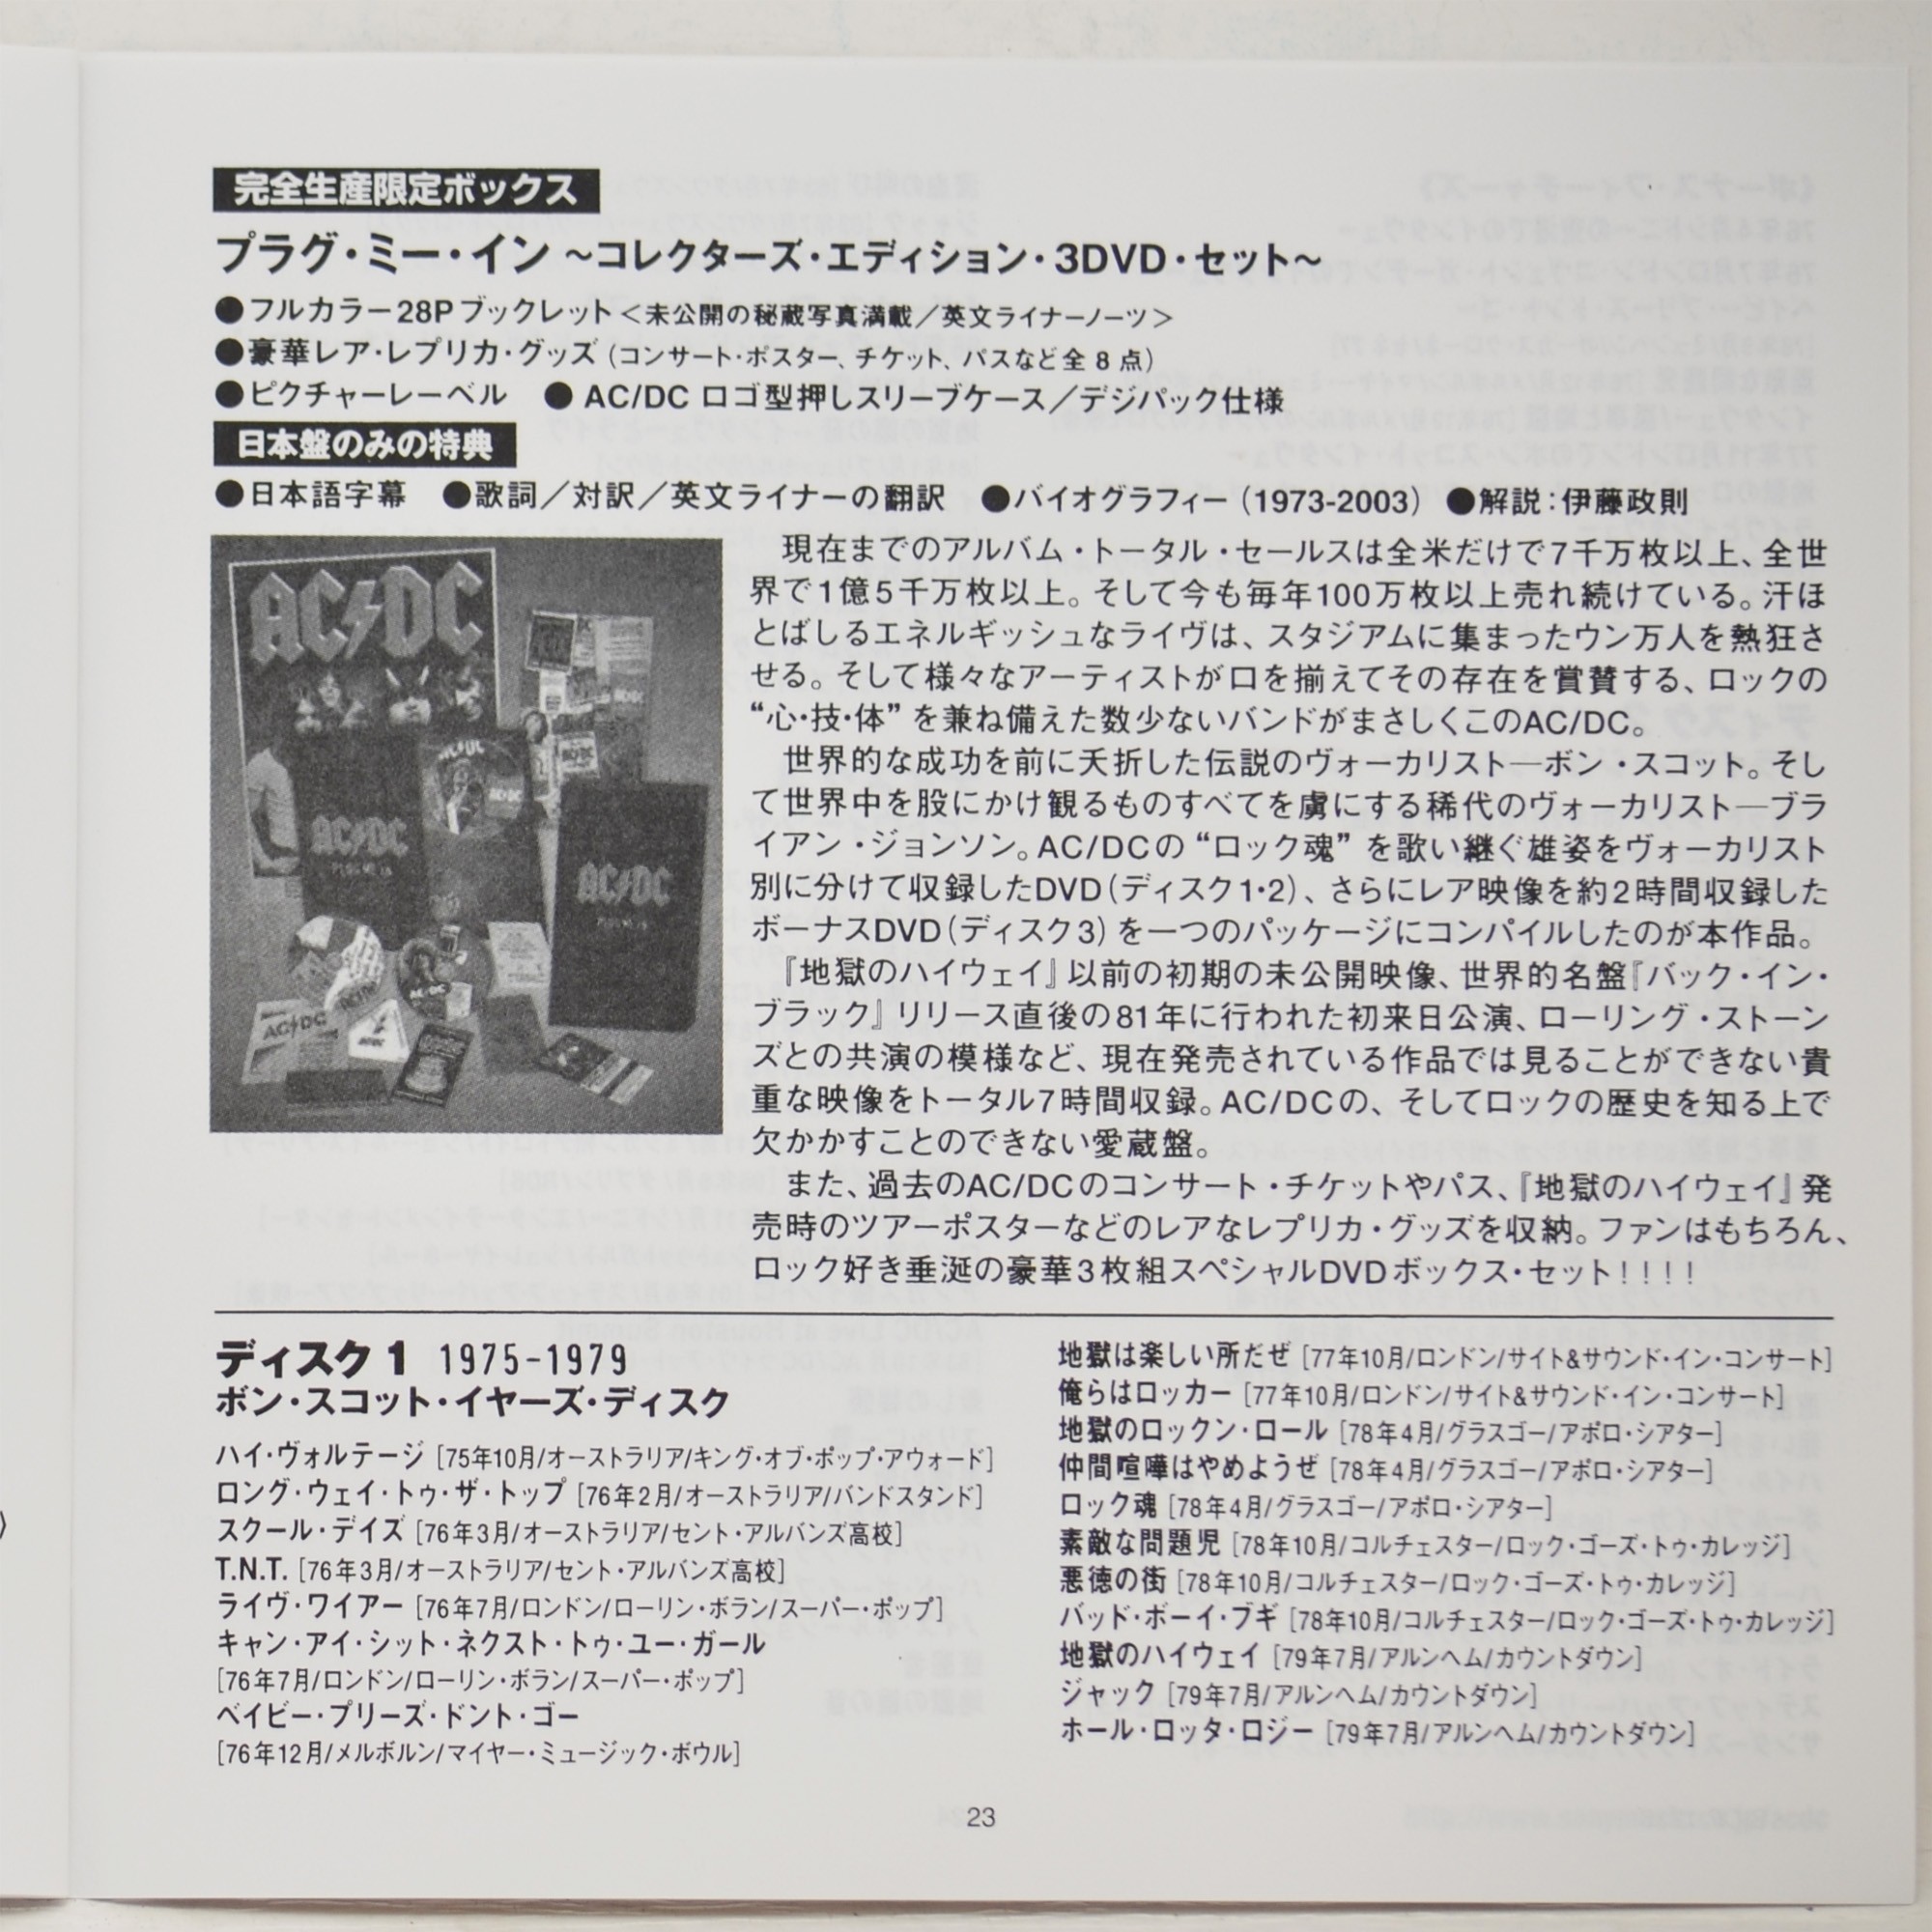 完全生産限定ボックス
プラグ・ミー・イン ～コレクターズ・エディション・3DVD・セット～
●フルカラー28Pブックレット＜未公開の秘蔵写真満載／英文ライナーノーツ＞
●豪華レア・レプリカ・グッズ（コンサート・ポスター、チケット、パスなど全 8 点）
●ピクチャーレーベル ●AC/DC ロゴ型押しスリーブケース／デジパック仕様
日本盤のみの特典
●日本語字幕 ●歌詞／対訳／英文ライナーの翻訳 ●バイオグラフィー（1973-2003）●解説：伊藤政則
AC/DC
AC/DC
AC/DC
PLUG ME IN
AC/DC
AC/DC
AC/DC
現在までのアルバム・トータル・セールスは全米だけで7千万枚以上、全世
界で1億5千万枚以上。そして今も毎年100万枚以上売れ続けている。汗ほ
とばしるエネルギッシュなライヴは、スタジアムに集まったウン万人を熱狂さ
せる。そして様々なアーティストが口を揃えてその存在を賞賛する、ロックの
“心・技・体” を兼ね備えた数少ないバンドがまさしくこのAC/DC。
世界的な成功を前に夭折した伝説のヴォーカリスト―ボン・スコット。そし
て世界中を股にかけ観るものすべてを虜にする稀代のヴォーカリスト―ブラ
イアン・ジョンソン。AC/DCの “ロック魂” を歌い継ぐ雄姿をヴォーカリスト
別に分けて収録したDVD（ディスク1・2）、さらにレア映像を約2時間収録した
ボーナスDVD（ディスク3）を一つのパッケージにコンパイルしたのが本作品。
『地獄のハイウェイ』以前の初期の未公開映像、世界的名盤『バック・イン・
ブラック』リリース直後の81年に行われた初来日公演、ローリング・ストーン
ズとの共演の模様など、現在発売されている作品では見ることができない貴
重な映像をトータル7時間収録。AC/DCの、そしてロックの歴史を知る上で
欠かかすことのできない愛蔵盤。
また、過去のAC/DCのコンサート・チケットやパス、『地獄のハイウェイ』発
売時のツアーポスターなどのレアなレプリカ・グッズを収納。ファンはもちろん、
ロック好き垂涎の豪華3枚組スペシャルDVDボックス・セット！！！！
ディスク1 1975-1979
ボン・スコット・イヤーズ・ディスク
ハイ・ヴォルテージ［75年10月/オーストラリア/キング・オブ・ポップ・アウォード］
ロング・ウェイ・トゥ・ザ・トップ［76年2月/オーストラリア/バンドスタンド］
スクール・デイズ［76年3月/オーストラリア/セント・アルバンズ高校］
T.N.T.［76年3月/オーストラリア/セント・アルバンズ高校］
ライヴ・ワイアー［76年7月/ロンドン/ローリン・ボラン/スーパー・ポップ］
キャン・アイ・シット・ネクスト・トゥ・ユー・ガール
［76年7月/ロンドン/ローリン・ボラン/スーパー・ポップ］
ベイビー・プリーズ・ドント・ゴー
［76年12月/メルボルン/マイヤー・ミュージック・ボウル］
地獄は楽しい所だぜ［77年10月/ロンドン/サイト&サウンド・イン・コンサート］
俺らはロッカー［77年10月/ロンドン/サイト&サウンド・イン・コンサート］
地獄のロックン・ロール［78年4月/グラスゴー/アポロ・シアター］
仲間喧嘩はやめようぜ［78年4月/グラスゴー/アポロ・シアター］
ロック魂［78年4月/グラスゴー/アポロ・シアター］
素敵な問題児［78年10月/コルチェスター/ロック・ゴーズ・トゥ・カレッジ］
悪徳の街［78年10月/コルチェスター/ロック・ゴーズ・トゥ・カレッジ］
バッド・ボーイ・ブギ［78年10月/コルチェスター/ロック・ゴーズ・トゥ・カレッジ］
地獄のハイウェイ［79年7月/アルンヘム/カウントダウン］
ジャック［79年7月/アルンヘム/カウントダウン］
ホール・ロッタ・ロジー［79年7月/アルンヘム/カウントダウン］
23